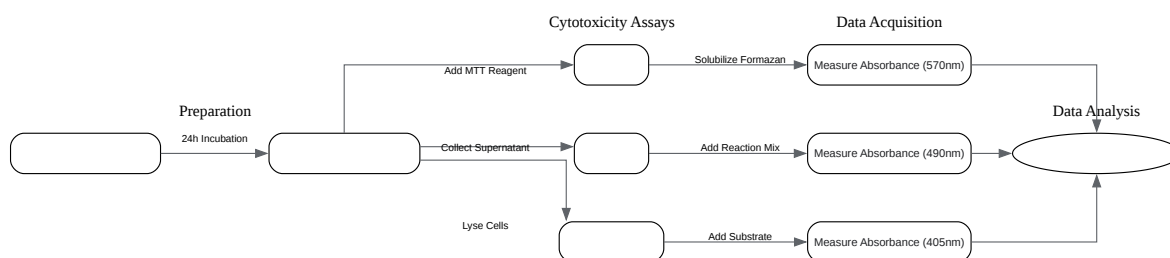 Cytotoxicity Assays
Data Acquisition
Add MTT Reagent
Solubilize Formazan
Measure Absorbance (570nm)
Preparation
Data Analysis
24h Incubation
Collect Supernatant
Add Reaction Mix
Measure Absorbance (490nm)
Lyse Cells
Add Substrate
Measure Absorbance (405nm)